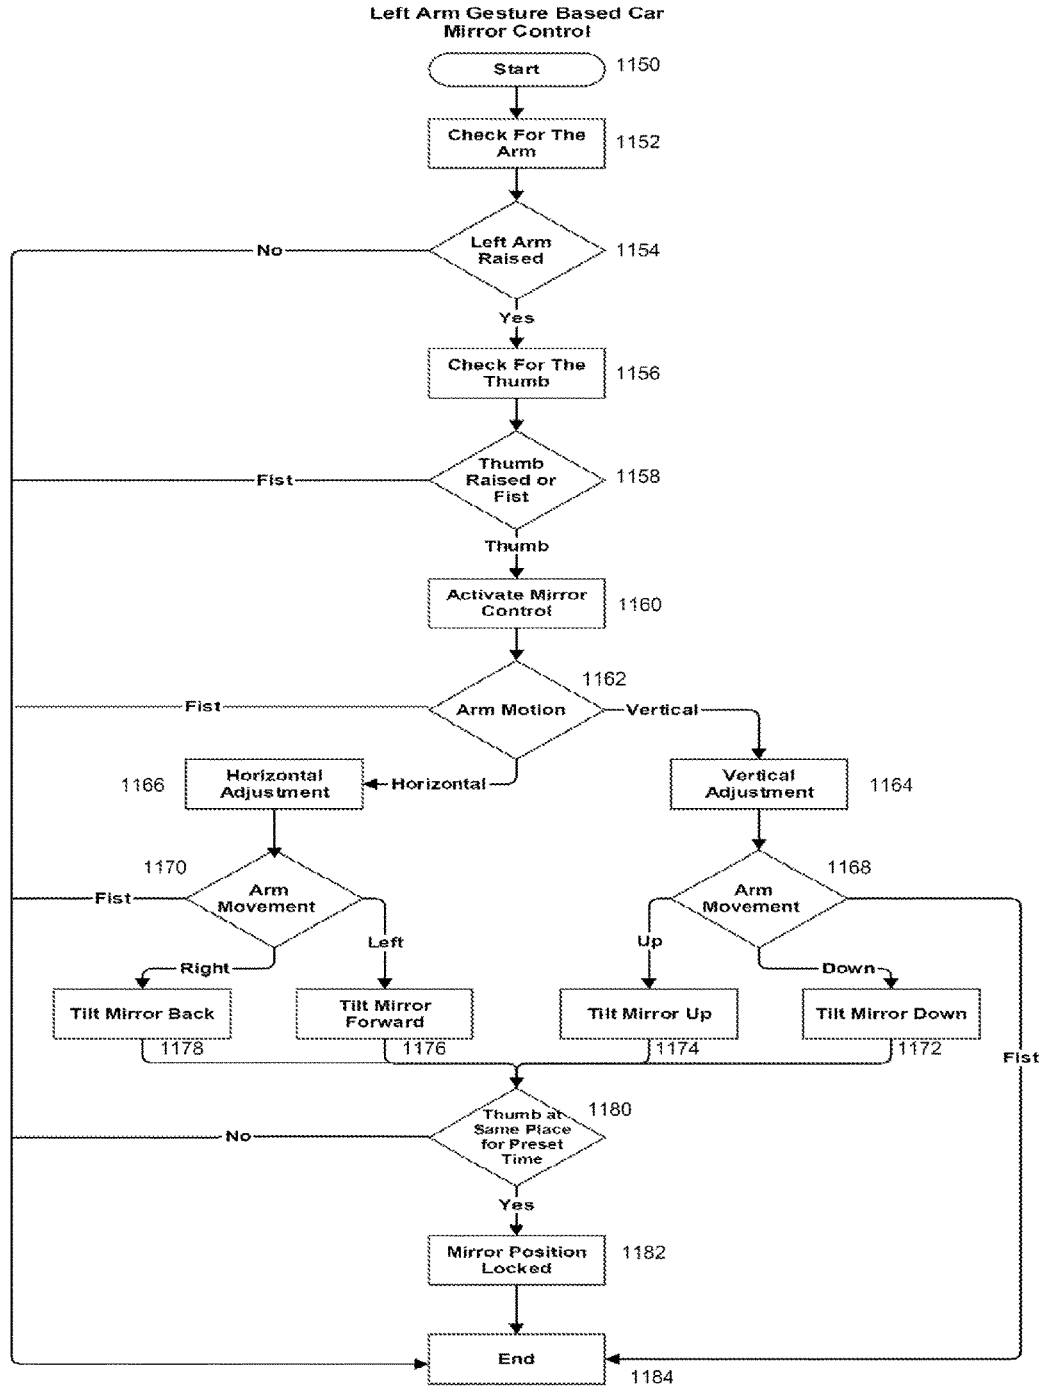 Left Arm Gesture Based Car
Mirror Control
Start
1150
Check For The
Arm
1152
Left Arm
Raised
1154
No
Yes
Check For The
Thumb
1156
Thumb
Raised or
Fist
1158
Fist
Thumb
Activate Mirror
Control
1160
Arm Motion
1162
Fist
Vertical
Horizontal
1166
Horizontal
Adjustment
Vertical
Adjustment
1164
1170
Arm
Movement
Fist
Left
Right
1168
Arm
Movement
Up
Down
Tilt Mirror Back
Tilt Mirror
Forward
Tilt Mirror Up
Tilt Mirror Down
1178
1176
1174
1172
Fist
1180
Thumb at
Same Place
for Preset
Time
No
Yes
Mirror Position
Locked
1182
End
1184